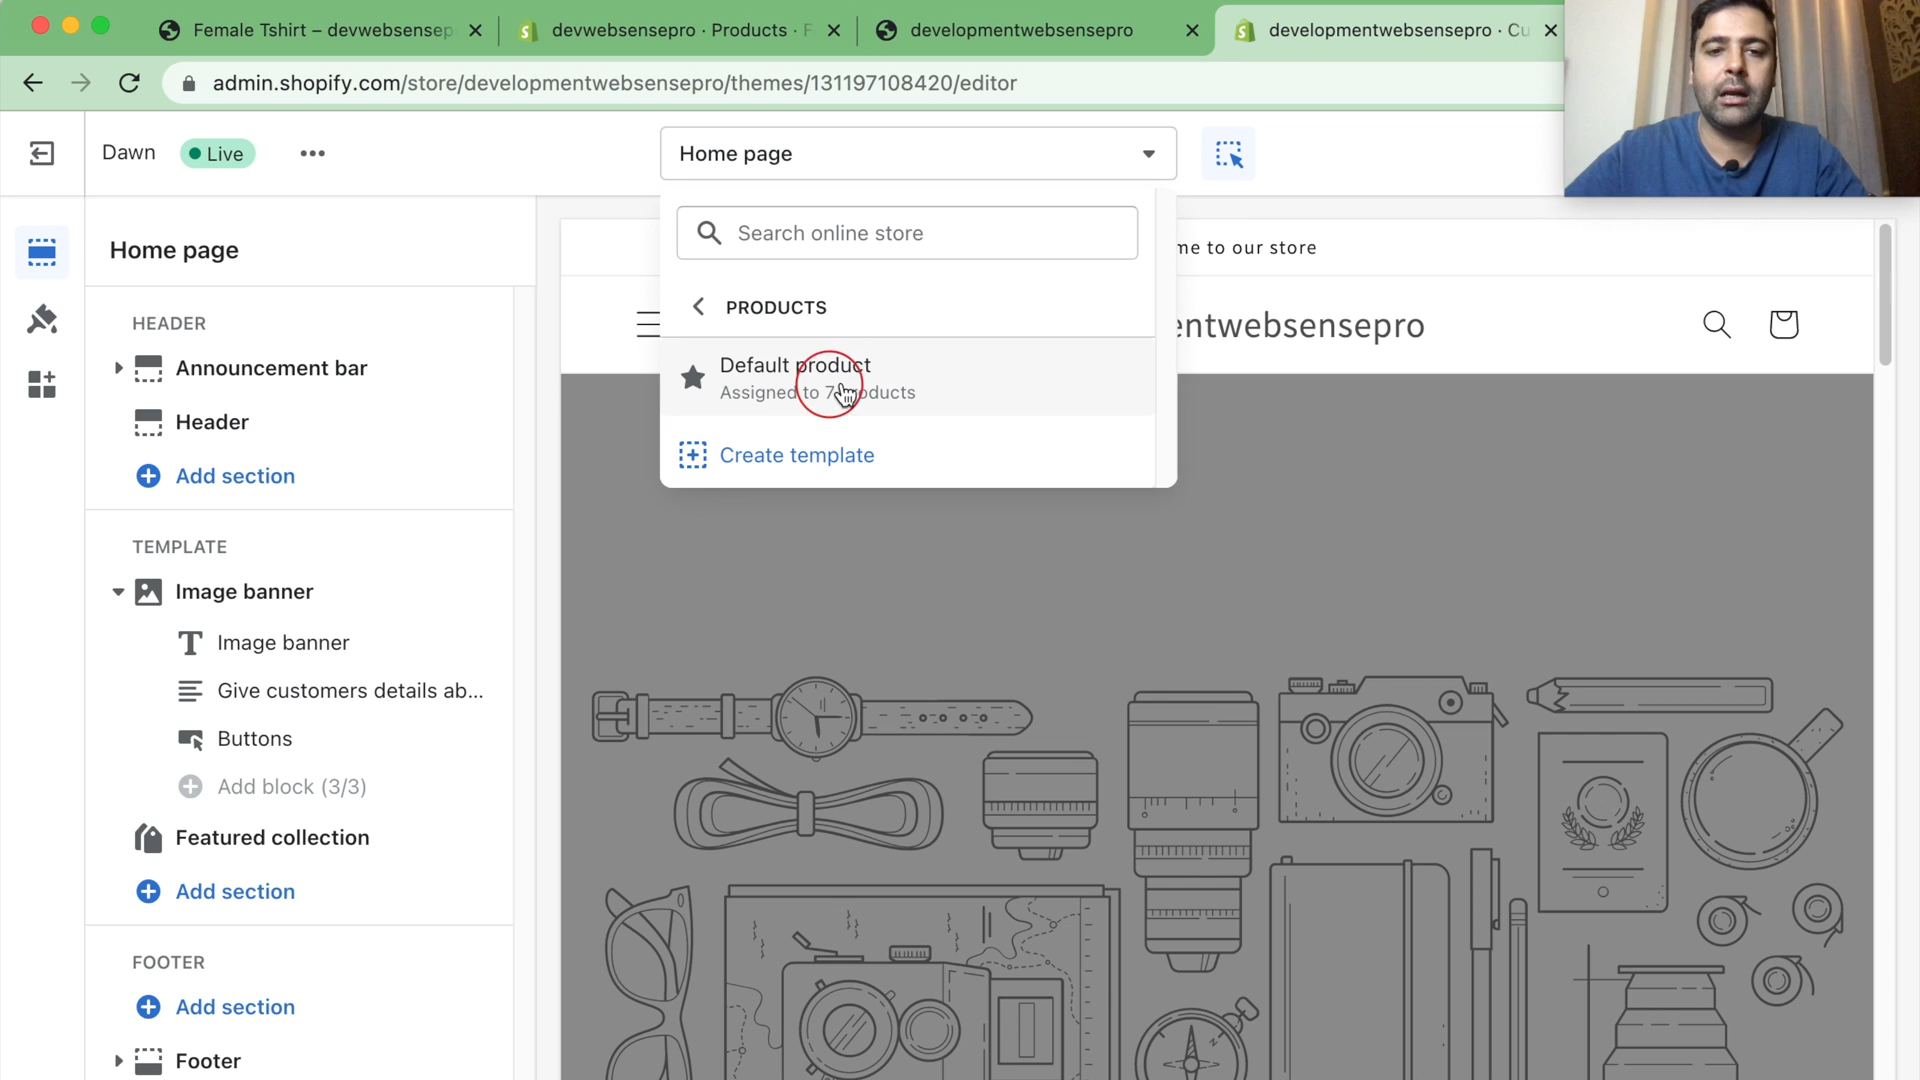 Female Tshirt – devwebsensep
devwebsensepro · Products · F
developmentwebsensepro
developmentwebsensepro · Cu
admin.shopify.com/store/developmentwebsensepro/themes/131197108420/editor
Dawn
Live
Home page
Search online store
PRODUCTS
Default product
Assigned to 7 products
Create template
Home page
HEADER
Announcement bar
Header
Add section
TEMPLATE
Image banner
Image banner
Give customers details ab...
Buttons
Add block (3/3)
Featured collection
Add section
FOOTER
Add section
Footer
me to our store
entwebsensepro